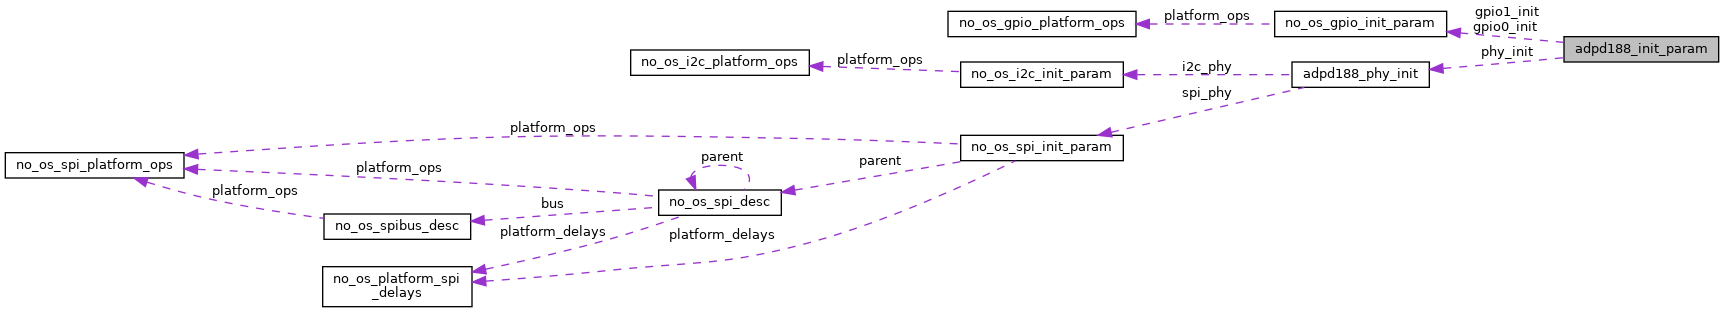 gpio1_init
gpio0_init
platform_ops
no_os_gpio_platform_ops
no_os_gpio_init_param
adpd188_init_param
phy_init
no_os_i2c_platform_ops
platform_ops
i2c_phy
no_os_i2c_init_param
adpd188_phy_init
spi_phy
platform_ops
no_os_spi_init_param
parent
parent
no_os_spi_platform_ops
platform_ops
platform_ops
bus
no_os_spi_desc
no_os_spibus_desc
platform_delays
platform_delays
no_os_platform_spi
_delays